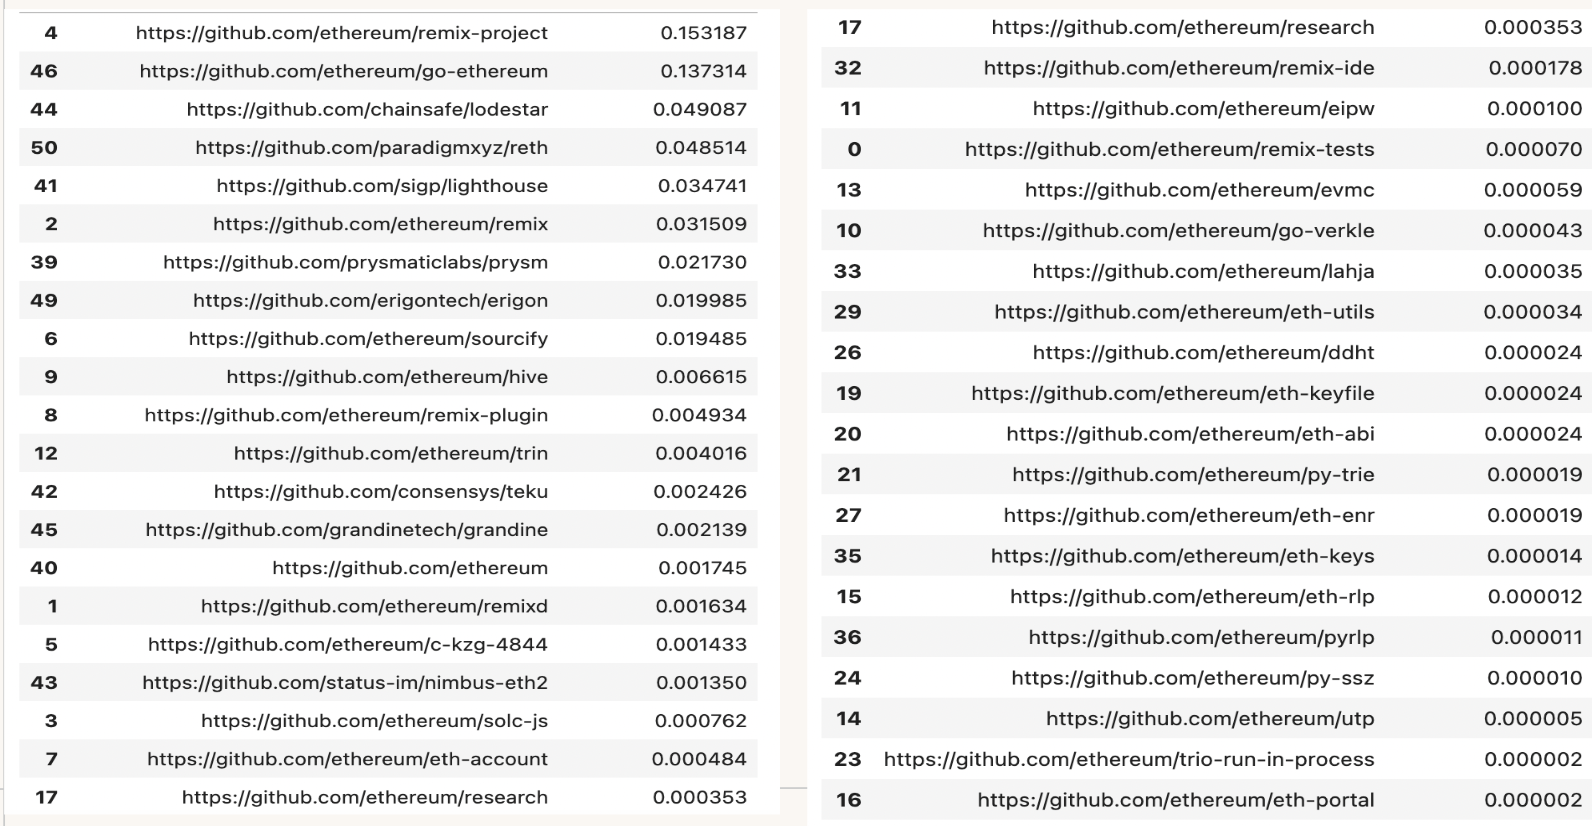 4 https://github.com/ethereum/remix-project 0.153187
46 https://github.com/ethereum/go-ethereum 0.137314
44 https://github.com/chainsafe/lodestar 0.049087
50 https://github.com/paradigmxyz/reth 0.048514
41 https://github.com/sigp/lighthouse 0.034741
2 https://github.com/ethereum/remix 0.031509
39 https://github.com/prysmaticlabs/prysm 0.021730
49 https://github.com/erigontech/erigon 0.019985
6 https://github.com/ethereum/sourcify 0.019485
9 https://github.com/ethereum/hive 0.006615
8 https://github.com/ethereum/remix-plugin 0.004934
12 https://github.com/ethereum/trin 0.004016
42 https://github.com/consensys/teku 0.002426
45 https://github.com/grandinetech/grandine 0.002139
40 https://github.com/ethereum 0.001745
1 https://github.com/ethereum/remixd 0.001634
5 https://github.com/ethereum/c-kzg-4844 0.001433
43 https://github.com/status-im/nimbus-eth2 0.001350
3 https://github.com/ethereum/solc-js 0.000762
7 https://github.com/ethereum/eth-account 0.000484
17 https://github.com/ethereum/research 0.000353
17 https://github.com/ethereum/research 0.000353
32 https://github.com/ethereum/remix-ide 0.000178
11 https://github.com/ethereum/eipw 0.000100
0 https://github.com/ethereum/remix-tests 0.000070
13 https://github.com/ethereum/evmc 0.000059
10 https://github.com/ethereum/go-verkle 0.000043
33 https://github.com/ethereum/lahja 0.000035
29 https://github.com/ethereum/eth-utils 0.000034
26 https://github.com/ethereum/ddht 0.000024
19 https://github.com/ethereum/eth-keyfile 0.000024
20 https://github.com/ethereum/eth-abi 0.000024
21 https://github.com/ethereum/py-trie 0.000019
27 https://github.com/ethereum/eth-enr 0.000019
35 https://github.com/ethereum/eth-keys 0.000014
15 https://github.com/ethereum/eth-rlp 0.000012
36 https://github.com/ethereum/pyrlp 0.000011
24 https://github.com/ethereum/py-ssz 0.000010
14 https://github.com/ethereum/utp 0.000005
23 https://github.com/ethereum/trio-run-in-process 0.000002
16 https://github.com/ethereum/eth-portal 0.000002